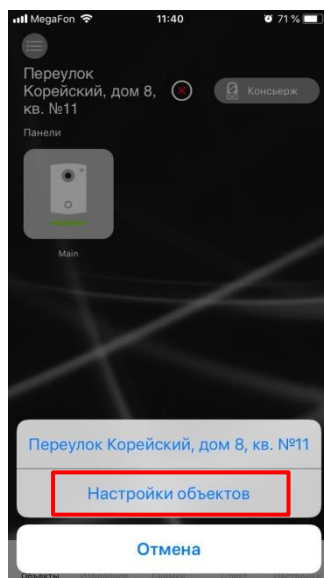 MegaFon 11:40 71 %
Переулок
Корейский, дом 8,
кв. №11
Консьерж
Панели
Main
Переулок Корейский, дом 8, кв. №11
Настройки объектов
Отмена
Объекты